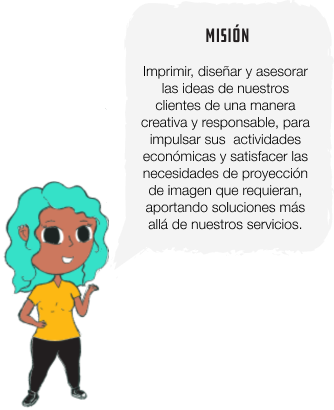 MISIÓN
Imprimir, diseñar y asesorar
las ideas de nuestros
clientes de una manera
creativa y responsable, para
impulsar sus  actividades
económicas y satisfacer las
necesidades de proyección
de imagen que requieran,
aportando soluciones más
allá de nuestros servicios.